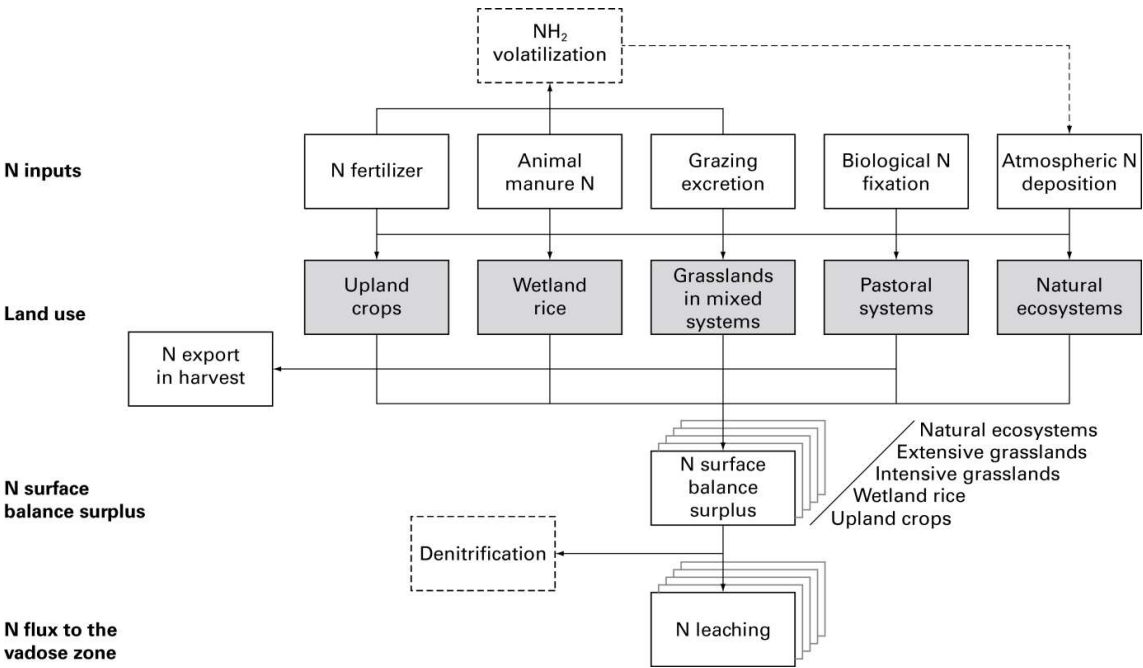 NH₂
volatilization
N inputs
N fertilizer
Animal
manure N
Grazing
excretion
Biological N
fixation
Atmospheric N
deposition
Land use
Upland
crops
Wetland
rice
Grasslands
in mixed
systems
Pastoral
systems
Natural
ecosystems
N export
in harvest
N surface
balance surplus
N surface
balance
surplus
Natural ecosystems
Extensive grasslands
Intensive grasslands
Wetland rice
Upland crops
Denitrification
N flux to the
vadose zone
N leaching